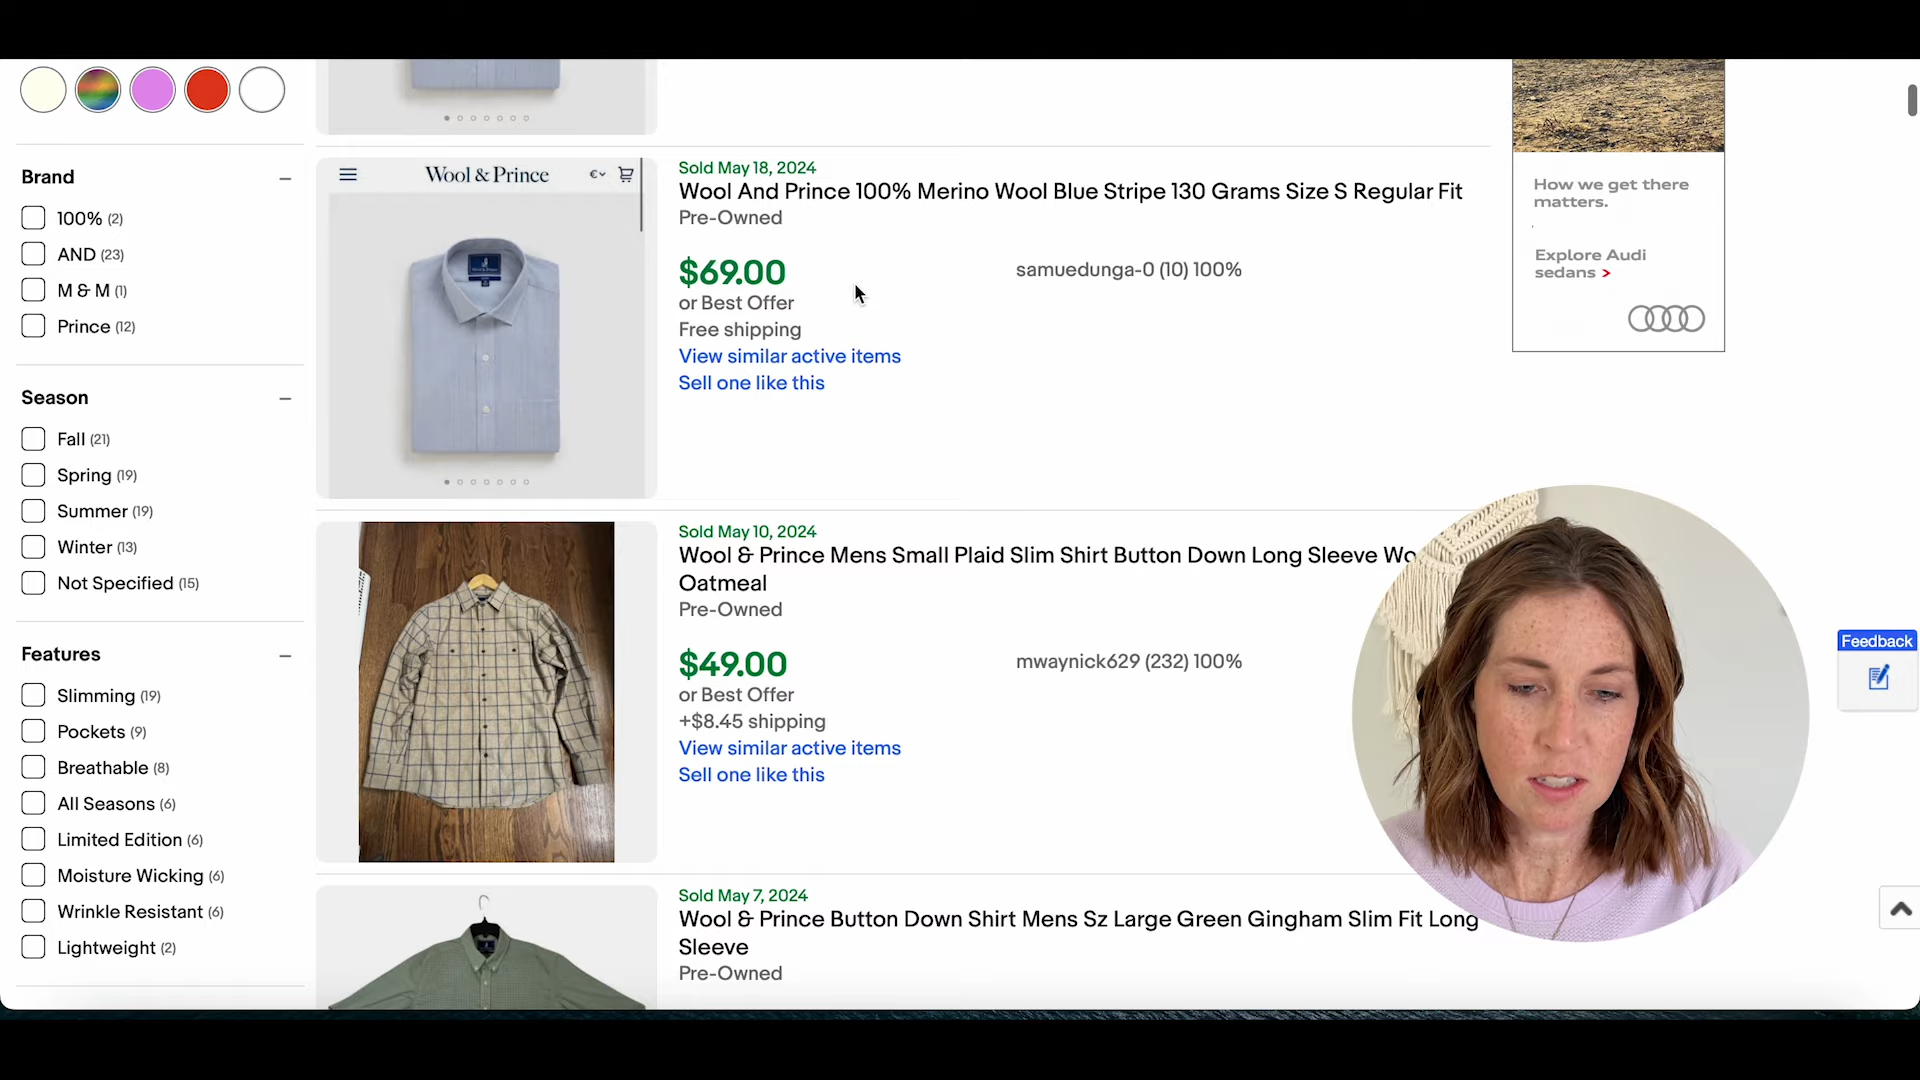 Brand
100% (2)
AND (23)
M & M (1)
Prince (12)
Season
Fall (21)
Spring (19)
Summer (19)
Winter (13)
Not Specified (15)
Features
Slimming (19)
Pockets (9)
Breathable (8)
All Seasons (6)
Limited Edition (6)
Moisture Wicking (6)
Wrinkle Resistant (6)
Lightweight (2)
Wool & Prince
€
Sold May 18, 2024
Wool And Prince 100% Merino Wool Blue Stripe 130 Grams Size S Regular Fit
Pre-Owned
$69.00
samuedunga-0 (10) 100%
or Best Offer
Free shipping
View similar active items
Sell one like this
Sold May 10, 2024
Wool & Prince Mens Small Plaid Slim Shirt Button Down Long Sleeve
Oatmeal
Pre-Owned
$49.00
mwaynick629 (232) 100%
or Best Offer
+$8.45 shipping
View similar active items
Sell one like this
Sold May 7, 2024
Wool & Prince Button Down Shirt Mens Sz Large Green Gingham Slim Fit Long
Sleeve
Pre-Owned
How we get there
matters.
Explore Audi
sedans >
Feedback